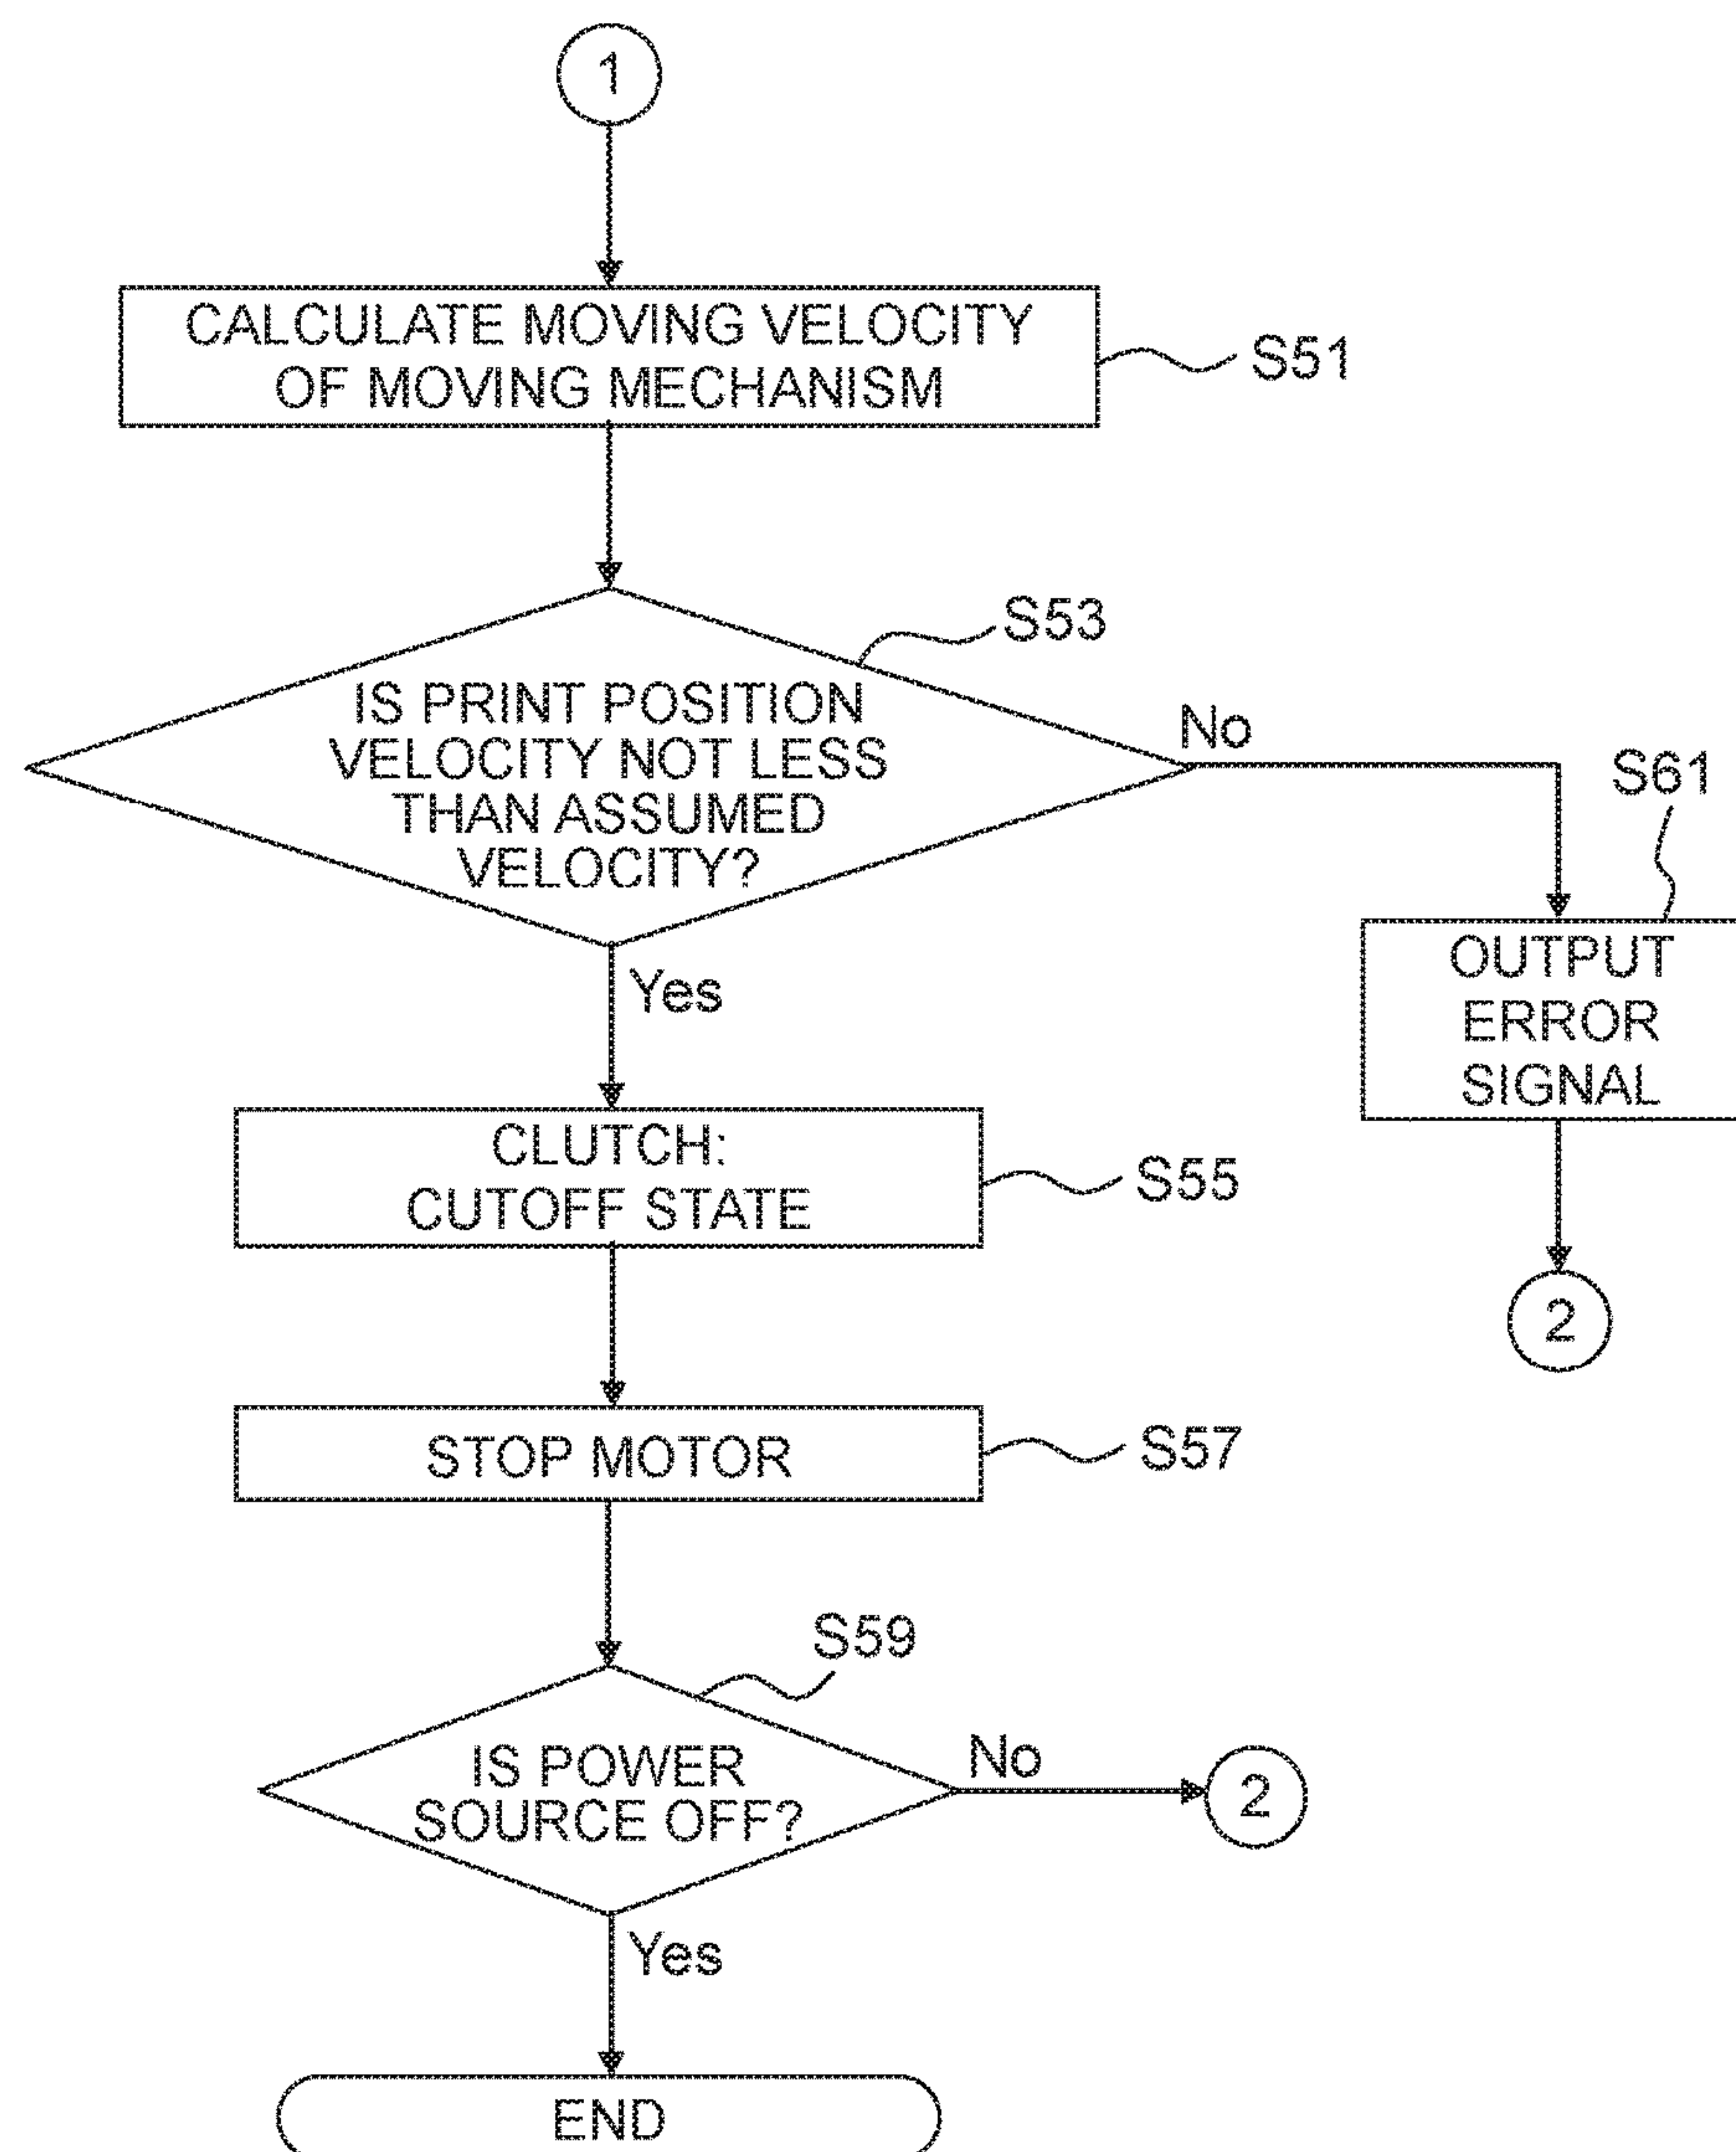 1
CALCULATE MOVING VELOCITY
OF MOVING MECHANISM
S51
S53
IS PRINT POSITION
VELOCITY NOT LESS
THAN ASSUMED
VELOCITY?
No
S61
OUTPUT
ERROR
SIGNAL
2
Yes
CLUTCH:
CUTOFF STATE
S55
STOP MOTOR
S57
S59
IS POWER
SOURCE OFF?
No
2
Yes
END